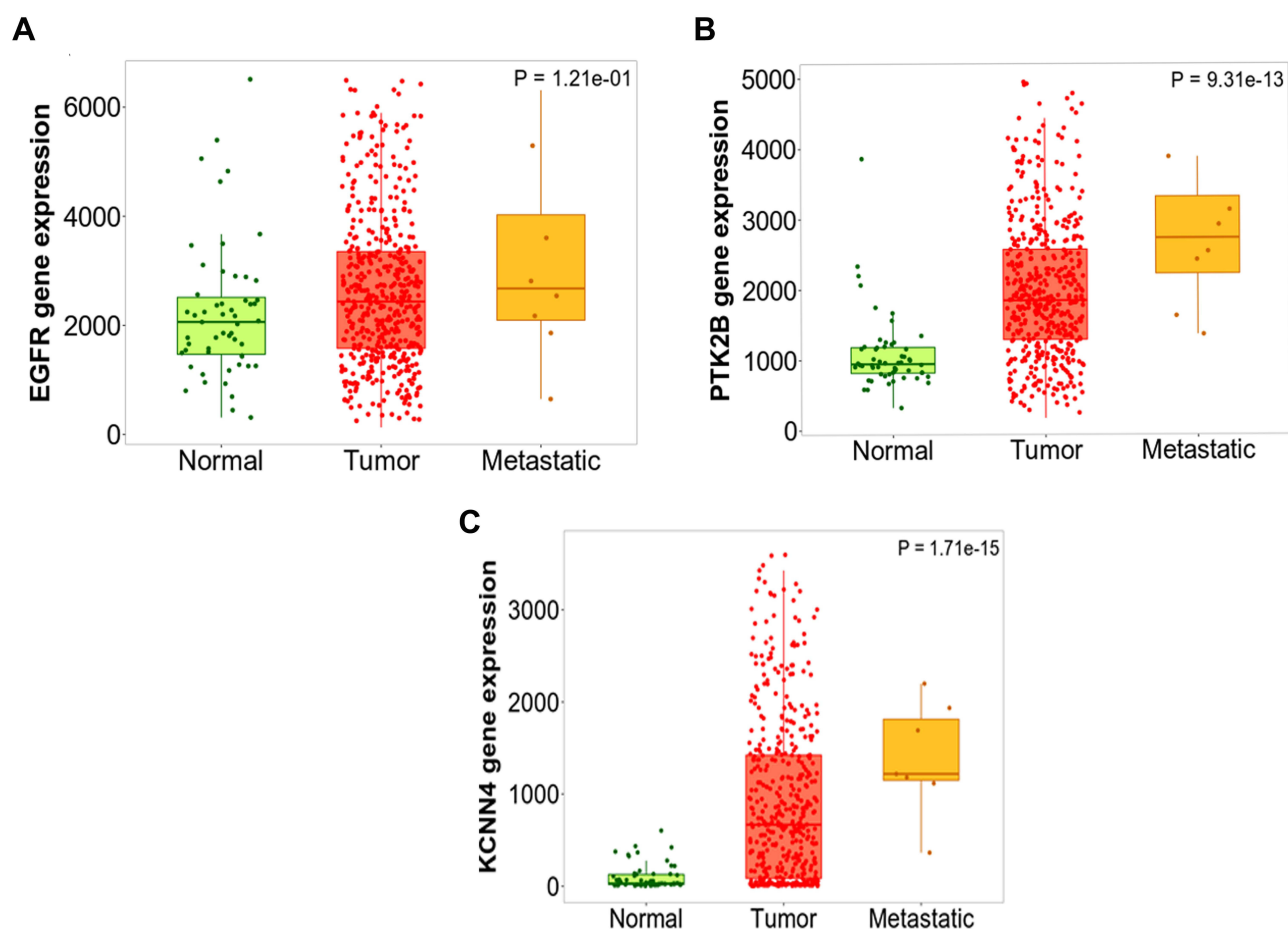 A
EGFR gene expression
6000
4000
2000
0
P = 1.21e-01
Normal Tumor Metastatic
B
PTK2B gene expression
5000
4000
3000
2000
1000
0
P = 9.31e-13
Normal Tumor Metastatic
C
KCNN4 gene expression
3000
2000
1000
0
P = 1.71e-15
Normal Tumor Metastatic